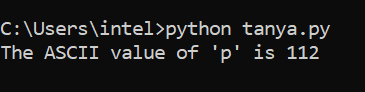 C:\Users\intel>python tanya.py
The ASCII value of 'p' is 112